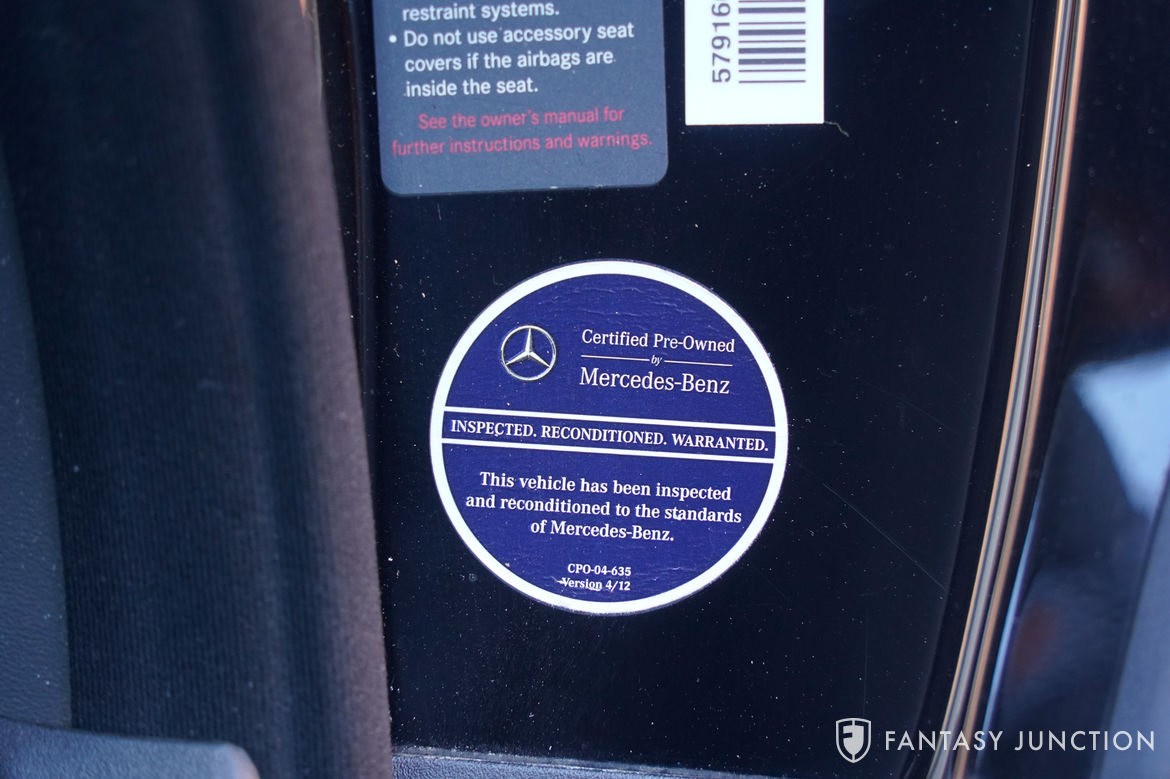 restraint systems.
• Do not use accessory seat
covers if the airbags are
inside the seat.
See the owner's manual for
further instructions and warnings.
57916
Certified Pre-Owned
by
Mercedes-Benz
INSPECTED. RECONDITIONED. WARRANTED.
This vehicle has been inspected
and reconditioned to the standards
of Mercedes-Benz.
CPO-04-635
Version 4/12
FANTASY JUNCTION